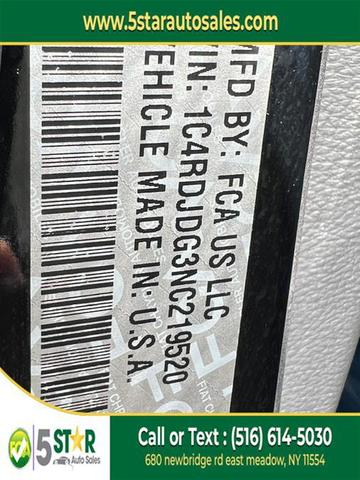 www.5starautosales.com
MFD BY: FCA US LLC
VIN: 1C4RDJDG3NC219520
VEHICLE MADE IN: U.S.A.
5 STAR
Auto Sales
Call or Text : (516) 614-5030
680 newbridge rd east meadow, NY 11554